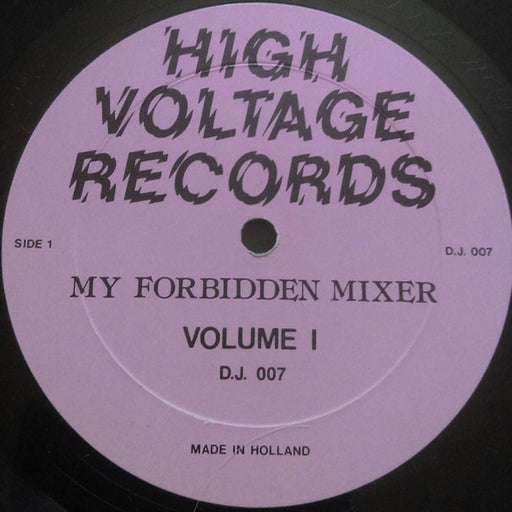 HIGH
VOLTAGE
RECORDS
SIDE 1
D.J. 007
MY FORBIDDEN MIXER
VOLUME I
D.J. 007
MADE IN HOLLAND